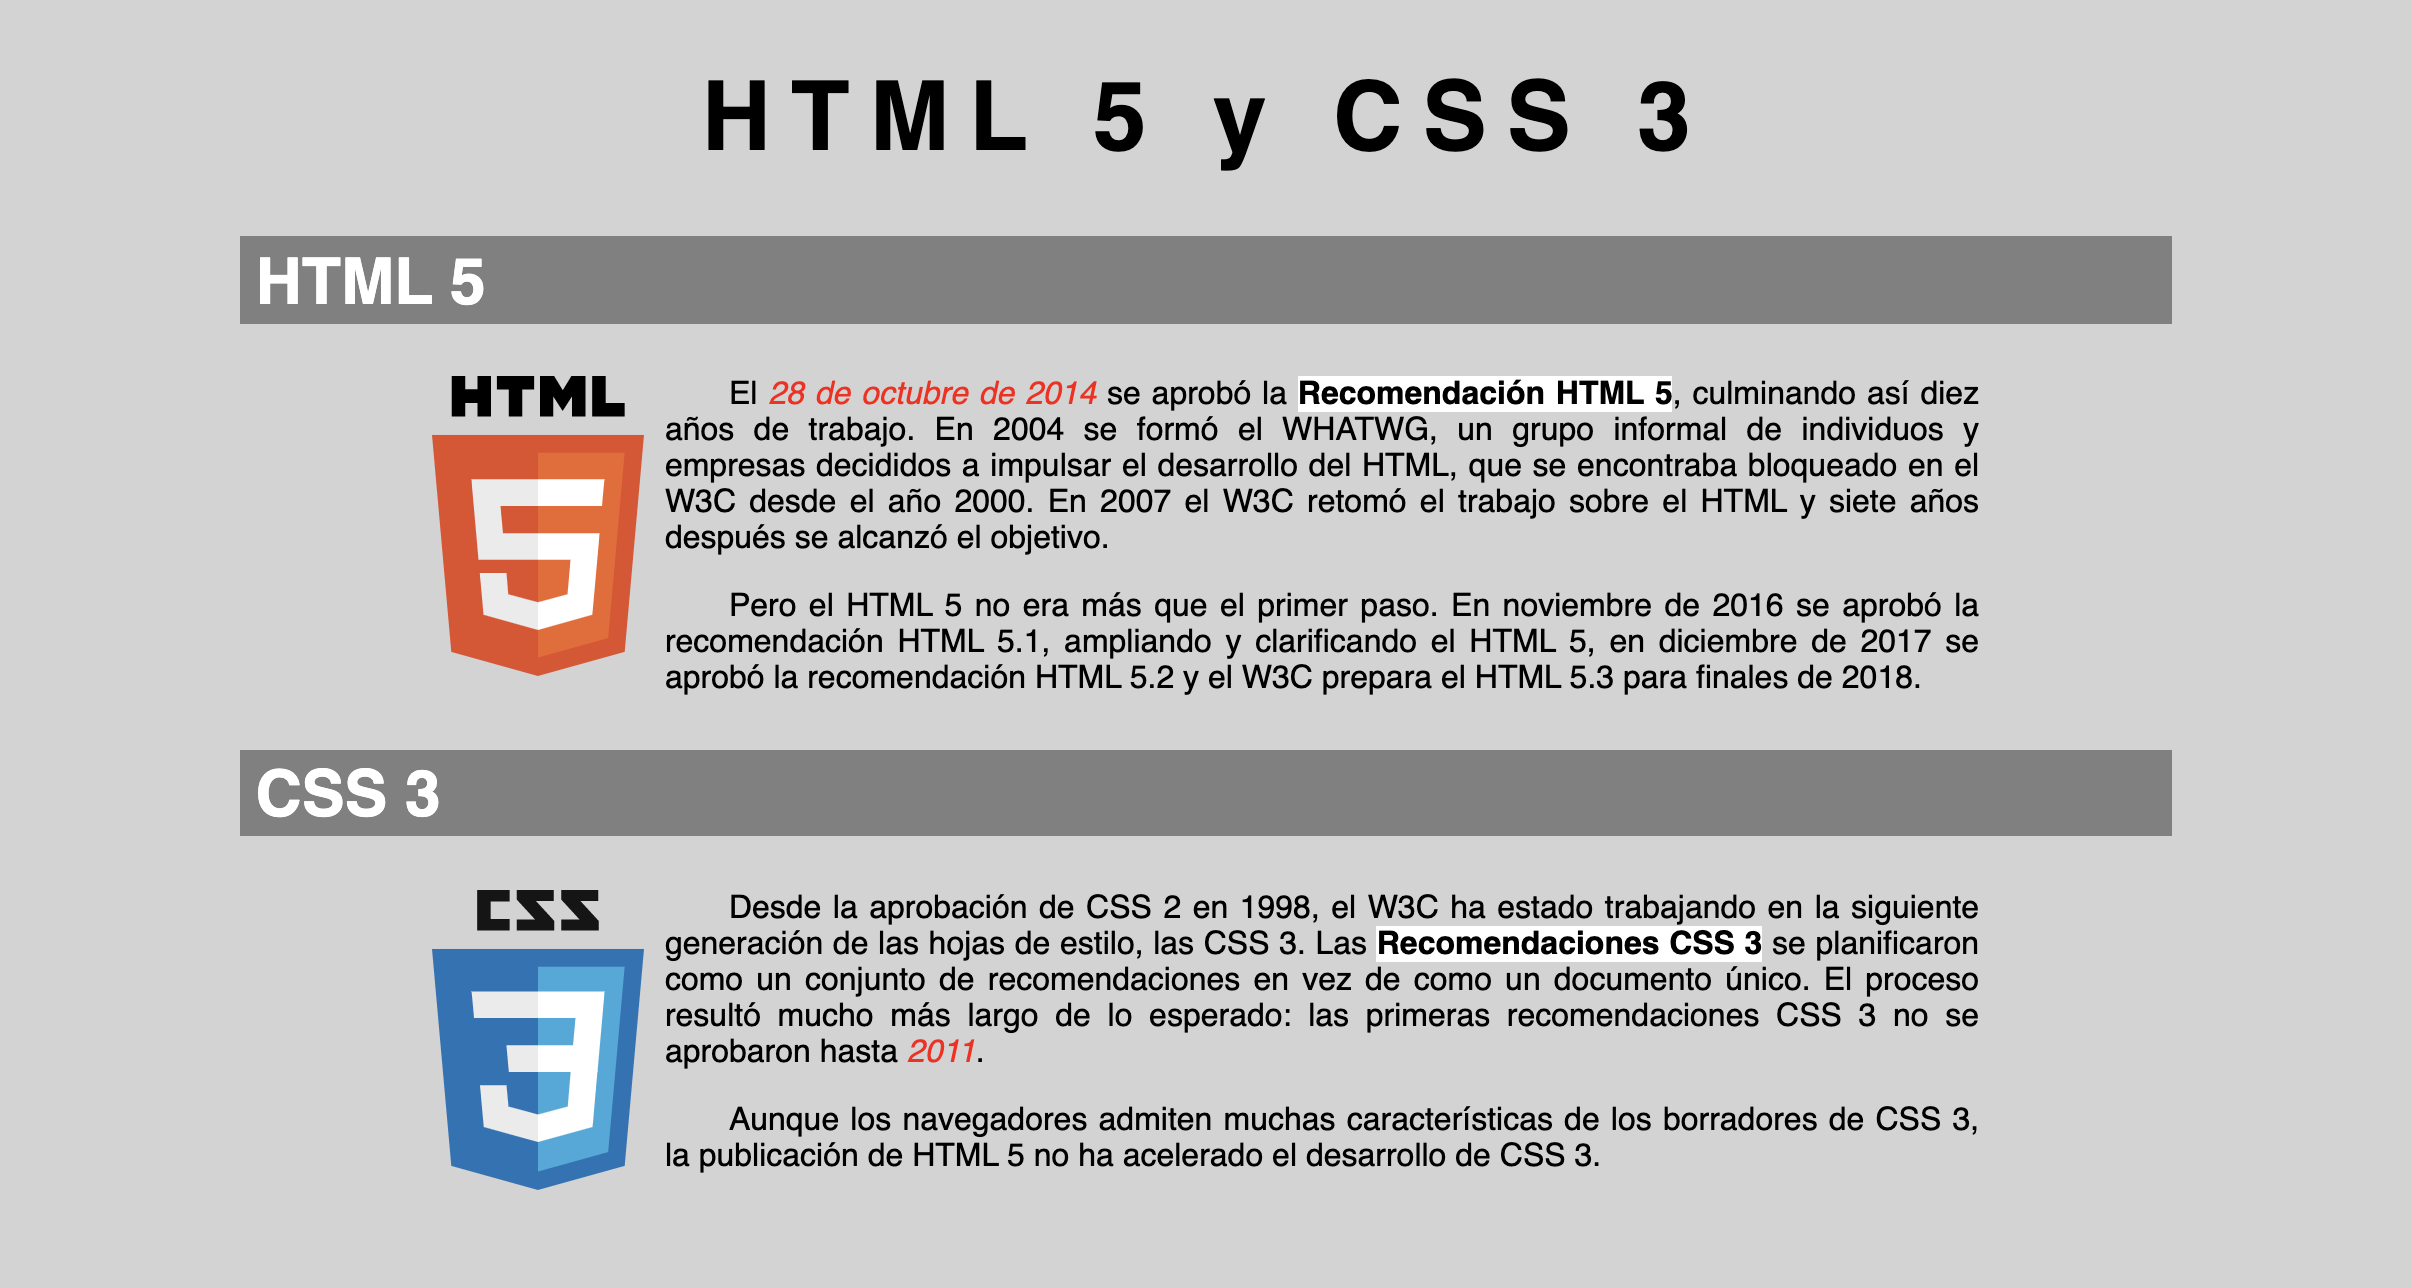 HTML 5 y CSS 3
HTML 5
HTML
5
El 28 de octubre de 2014 se aprobó la Recomendación HTML 5, culminando así diez
años de trabajo. En 2004 se formó el WHATWG, un grupo informal de individuos y
empresas decididos a impulsar el desarrollo del HTML, que se encontraba bloqueado en el
W3C desde el año 2000. En 2007 el W3C retomó el trabajo sobre el HTML y siete años
después se alcanzó el objetivo.
Pero el HTML 5 no era más que el primer paso. En noviembre de 2016 se aprobó la
recomendación HTML 5.1, ampliando y clarificando el HTML 5, en diciembre de 2017 se
aprobó la recomendación HTML 5.2 y el W3C prepara el HTML 5.3 para finales de 2018.
CSS 3
CSS
3
Desde la aprobación de CSS 2 en 1998, el W3C ha estado trabajando en la siguiente
generación de las hojas de estilo, las CSS 3. Las Recomendaciones CSS 3 se planificaron
como un conjunto de recomendaciones en vez de como un documento único. El proceso
resultó mucho más largo de lo esperado: las primeras recomendaciones CSS 3 no se
aprobaron hasta 2011.
Aunque los navegadores admiten muchas características de los borradores de CSS 3,
la publicación de HTML 5 no ha acelerado el desarrollo de CSS 3.